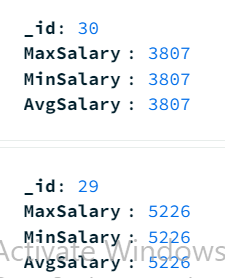 _id: 30
MaxSalary : 3807
MinSalary : 3807
AvgSalary : 3807
_id: 29
MaxSalary : 5226
MinSalary : 5226
Activate Windows
AvgSalary : 5226